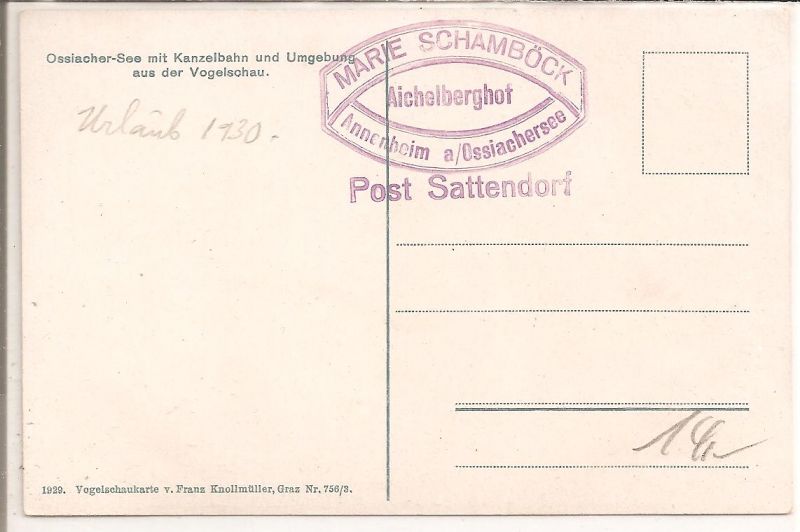 Ossiacher-See mit Kanzelbahn und Umgebung
aus der Vogelschau.
Urlaub 1930.
MARIE SCHAMBÖCK
Aichelberghof
Annenheim a/Ossiachersee
Post Sattendorf
1929. Vogelschaukarte v. Franz Knollmüller, Graz Nr. 756/3.